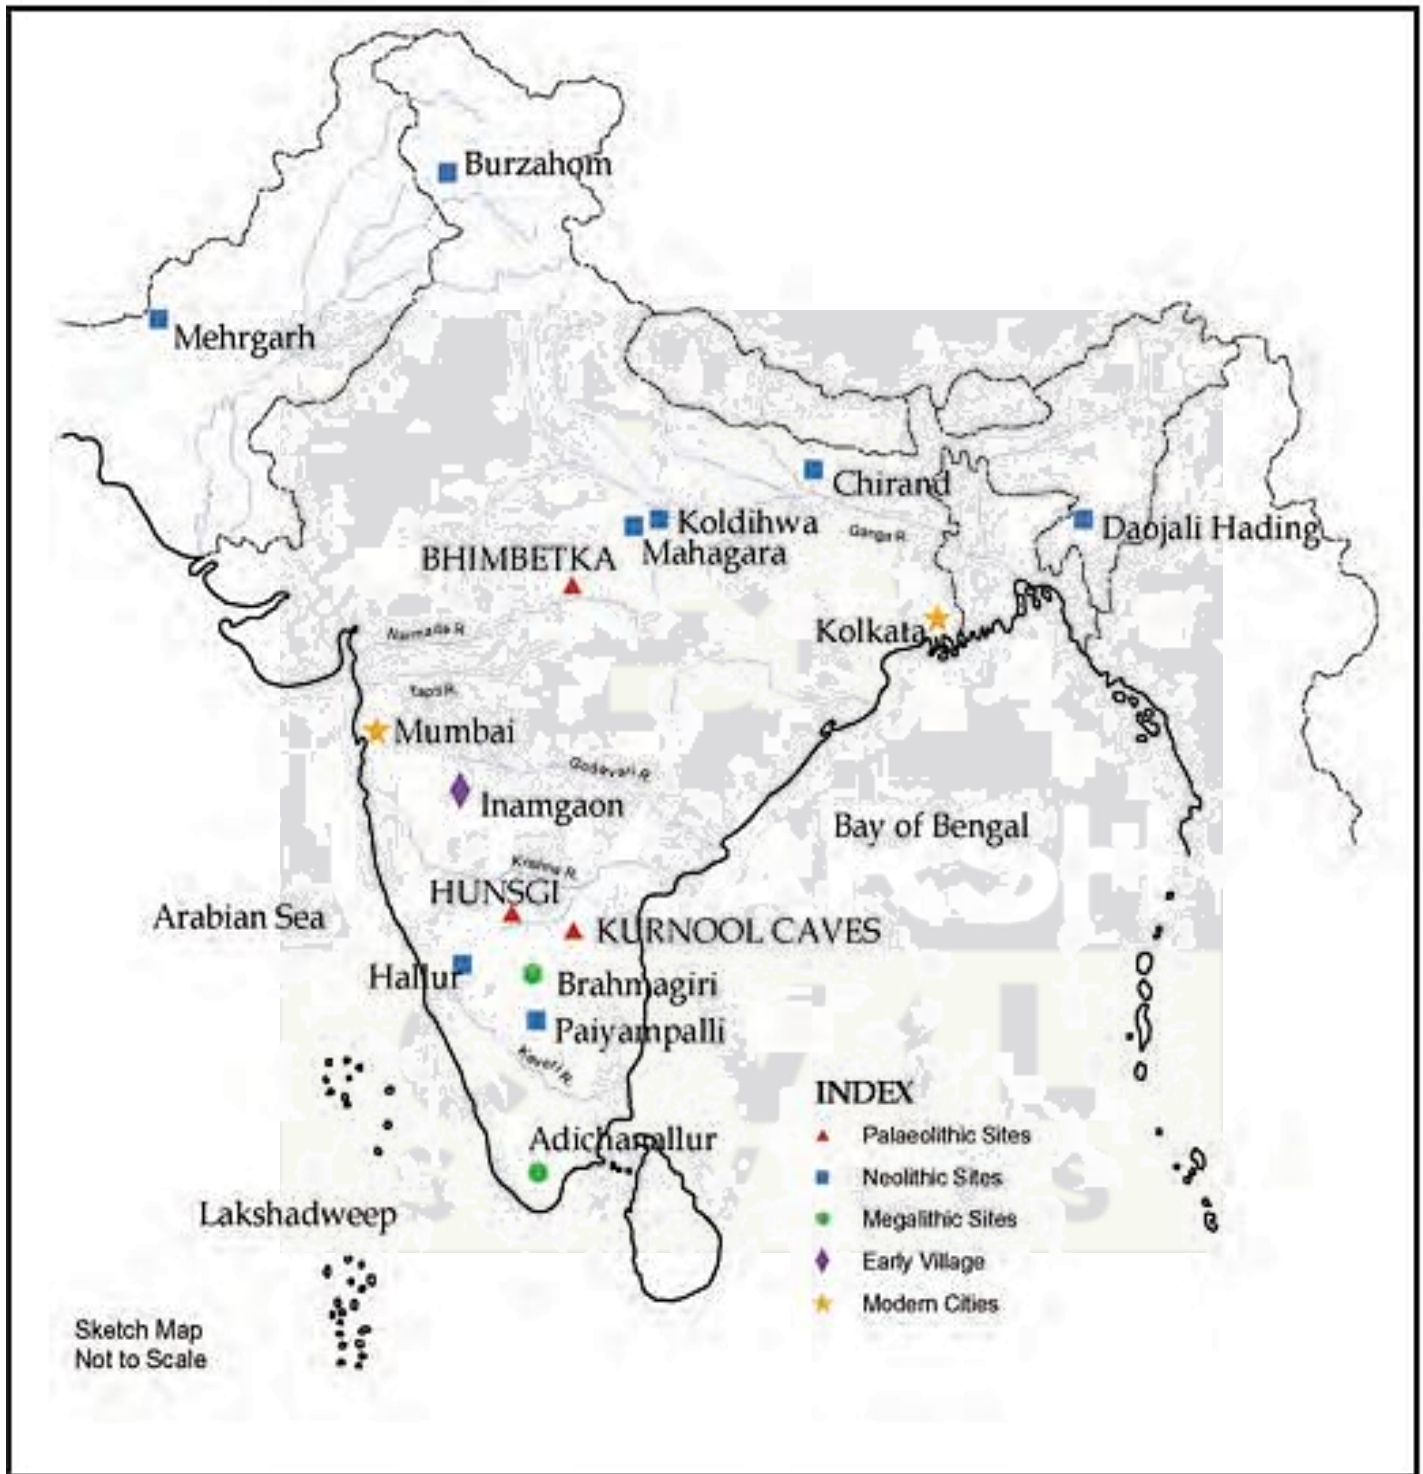 Burzahom
Mehrgarh
Chirand
Koldihwa
Daojali Hading
Ganga R.
Mahagara
BHIMBETKA
Kolkata
Narmada R.
Tapti R.
Mumbai
Godavari R.
Inamgaon
Bay of Bengal
Krishna R.
HUNSGI
Arabian Sea
KURNOOL CAVES
Hallur
Brahmagiri
Paiyampalli
Kaveri R.
INDEX
Palaeolithic Sites
Adichanallur
Neolithic Sites
Lakshadweep
Megalithic Sites
Early Village
Modern Cities
Sketch Map
Not to Scale